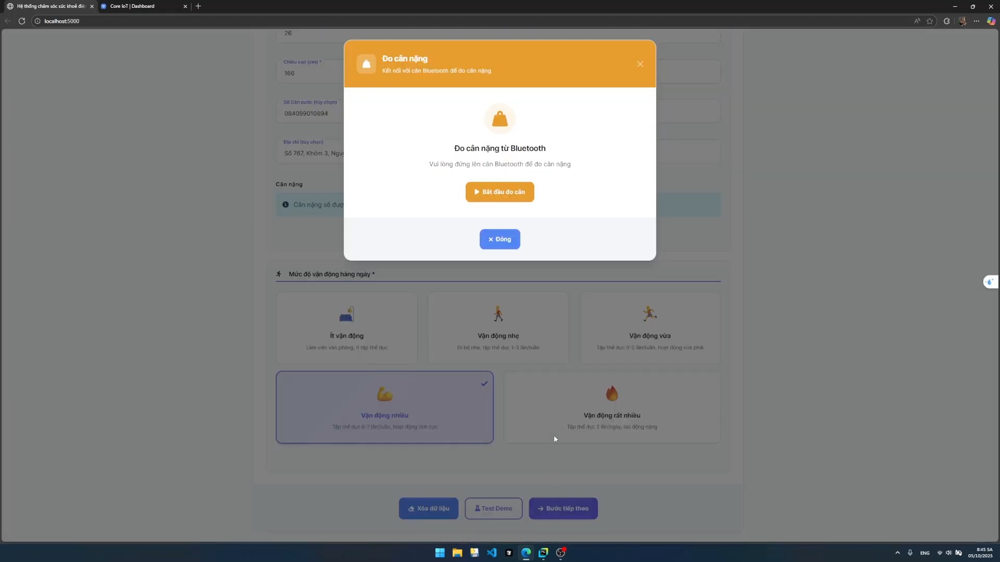 Hệ thống chăm sóc sức khoẻ điệ
Core IoT | Dashboard
localhost:5000
26
Chiều cao (cm) *
166
Số Căn cước (tùy chọn)
084099010894
Địa chỉ (tùy chọn)
Số 767, Khóm 3, Nguy
Cân nặng
Cân nặng sẽ đượ
Đo cân nặng
Kết nối với cân Bluetooth để đo cân nặng
Đo cân nặng từ Bluetooth
Vui lòng đứng lên cân Bluetooth để đo cân nặng
Bắt đầu đo cân
Đóng
Mức độ vận động hàng ngày *
Ít vận động
Làm việc văn phòng, ít tập thể dục
Vận động nhẹ
Đi bộ nhẹ, tập thể dục 1-3 lần/tuần
Vận động vừa
Tập thể dục 3-5 lần/tuần, hoạt động vừa phải
Vận động nhiều
Tập thể dục 6-7 lần/tuần, hoạt động tích cực
Vận động rất nhiều
Tập thể dục 2 lần/ngày, lao động nặng
Xóa dữ liệu
Test Demo
Bước tiếp theo
ENG
8:45 SA
05/10/2025